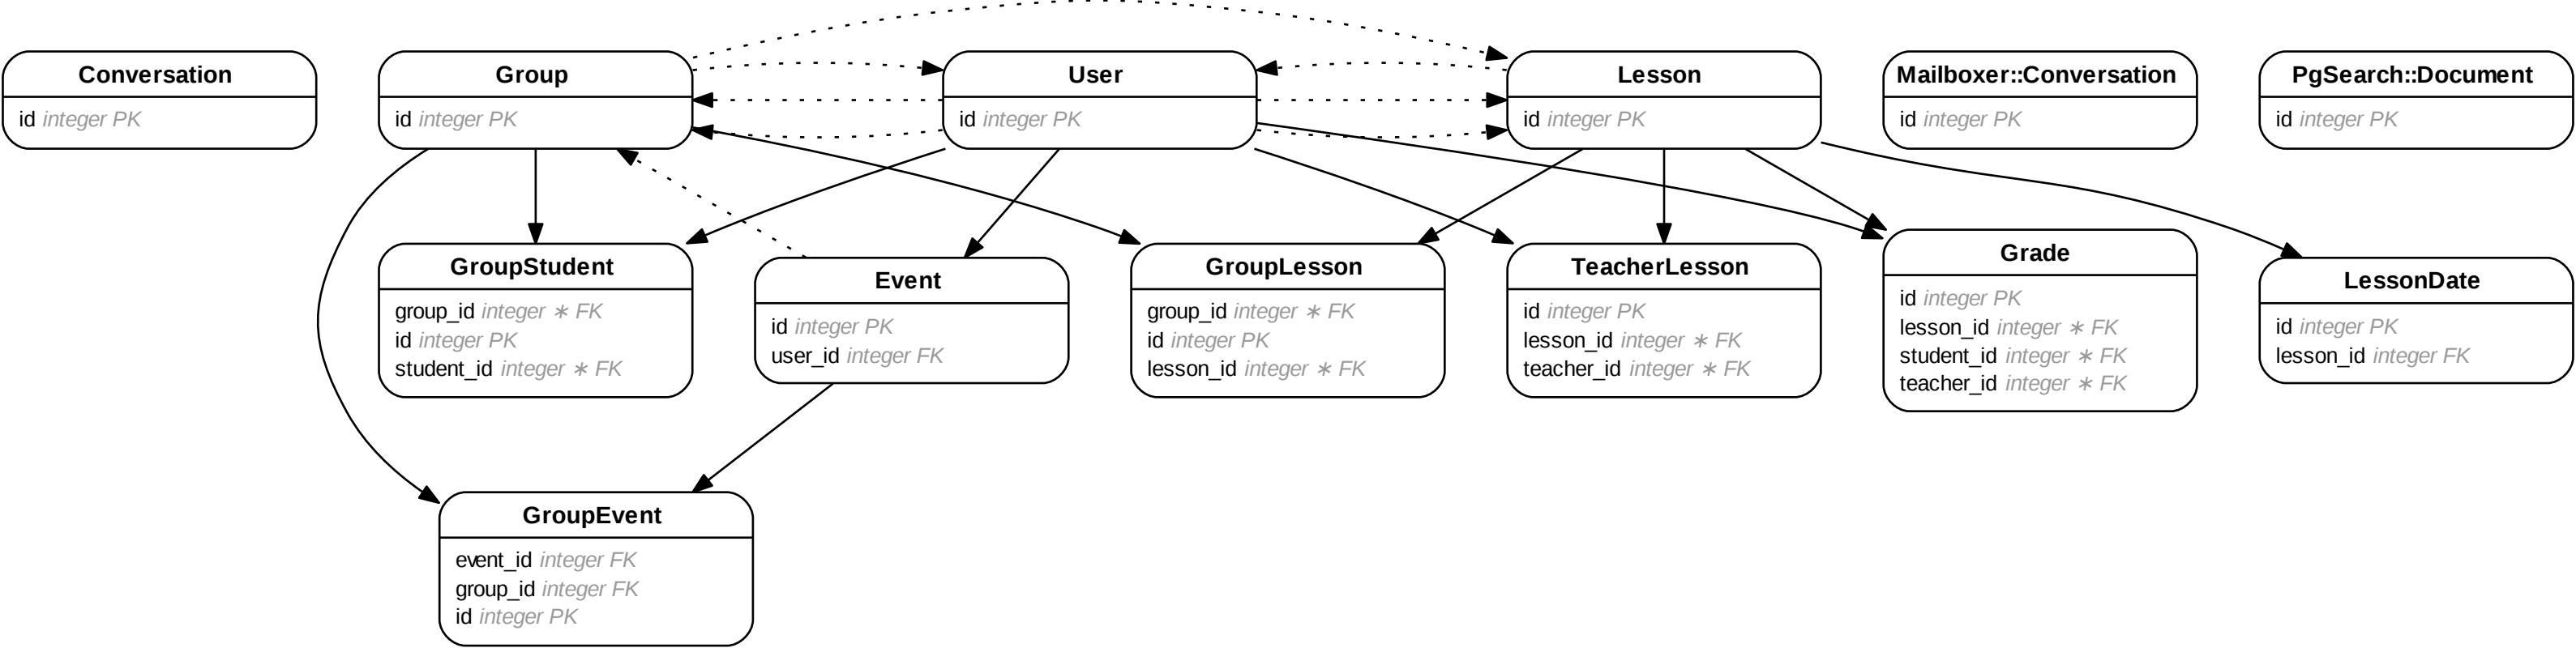 Conversation
id integer PK
Group
id integer PK
User
id integer PK
Lesson
id integer PK
Mailboxer::Conversation
id integer PK
PgSearch::Document
id integer PK
GroupStudent
group_id integer ∗ FK
id integer PK
student_id integer ∗ FK
Event
id integer PK
user_id integer FK
GroupLesson
group_id integer ∗ FK
id integer PK
lesson_id integer ∗ FK
TeacherLesson
id integer PK
lesson_id integer ∗ FK
teacher_id integer ∗ FK
Grade
id integer PK
lesson_id integer ∗ FK
student_id integer ∗ FK
teacher_id integer ∗ FK
LessonDate
id integer PK
lesson_id integer FK
GroupEvent
event_id integer FK
group_id integer FK
id integer PK